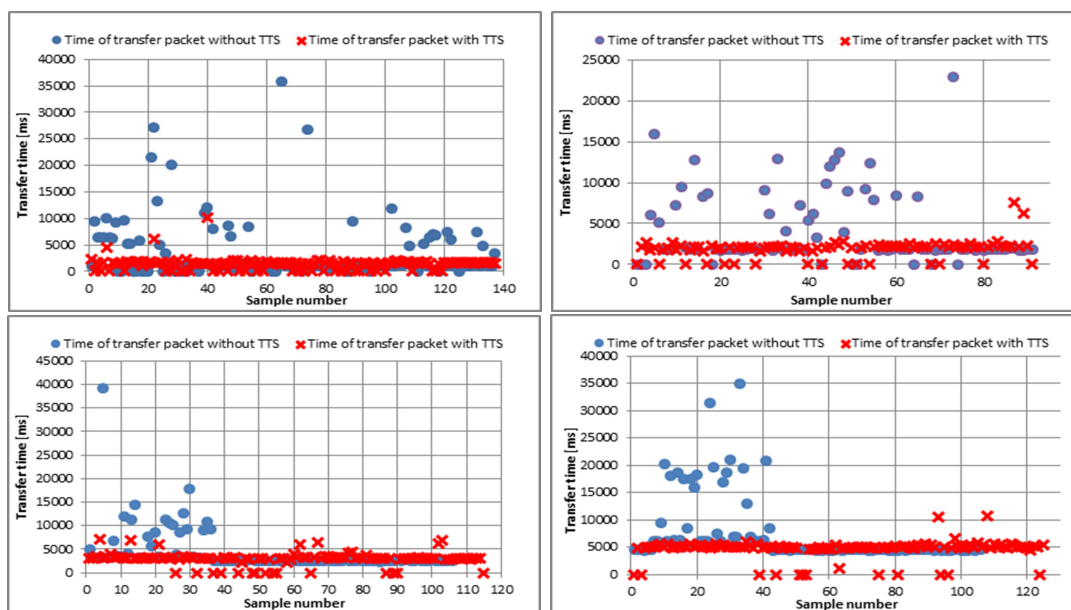 Time of transfer packet without TTS Time of transfer packet with TTS
Transfer time [ms]
40000
35000
30000
25000
20000
15000
10000
5000
0
0 20 40 60 80 100 120 140
Sample number
Time of transfer packet without TTS Time of transfer packet with TTS
Transfer time [ms]
25000
20000
15000
10000
5000
0
0 20 40 60 80
Sample number
Time of transfer packet without TTS Time of transfer packet with TTS
Transfer time [ms]
45000
40000
35000
30000
25000
20000
15000
10000
5000
0
0 10 20 30 40 50 60 70 80 90 100 110 120
Sample number
Time of transfer packet without TTS Time of transfer packet with TTS
Transfer time [ms]
40000
35000
30000
25000
20000
15000
10000
5000
0
0 20 40 60 80 100 120
Sample number